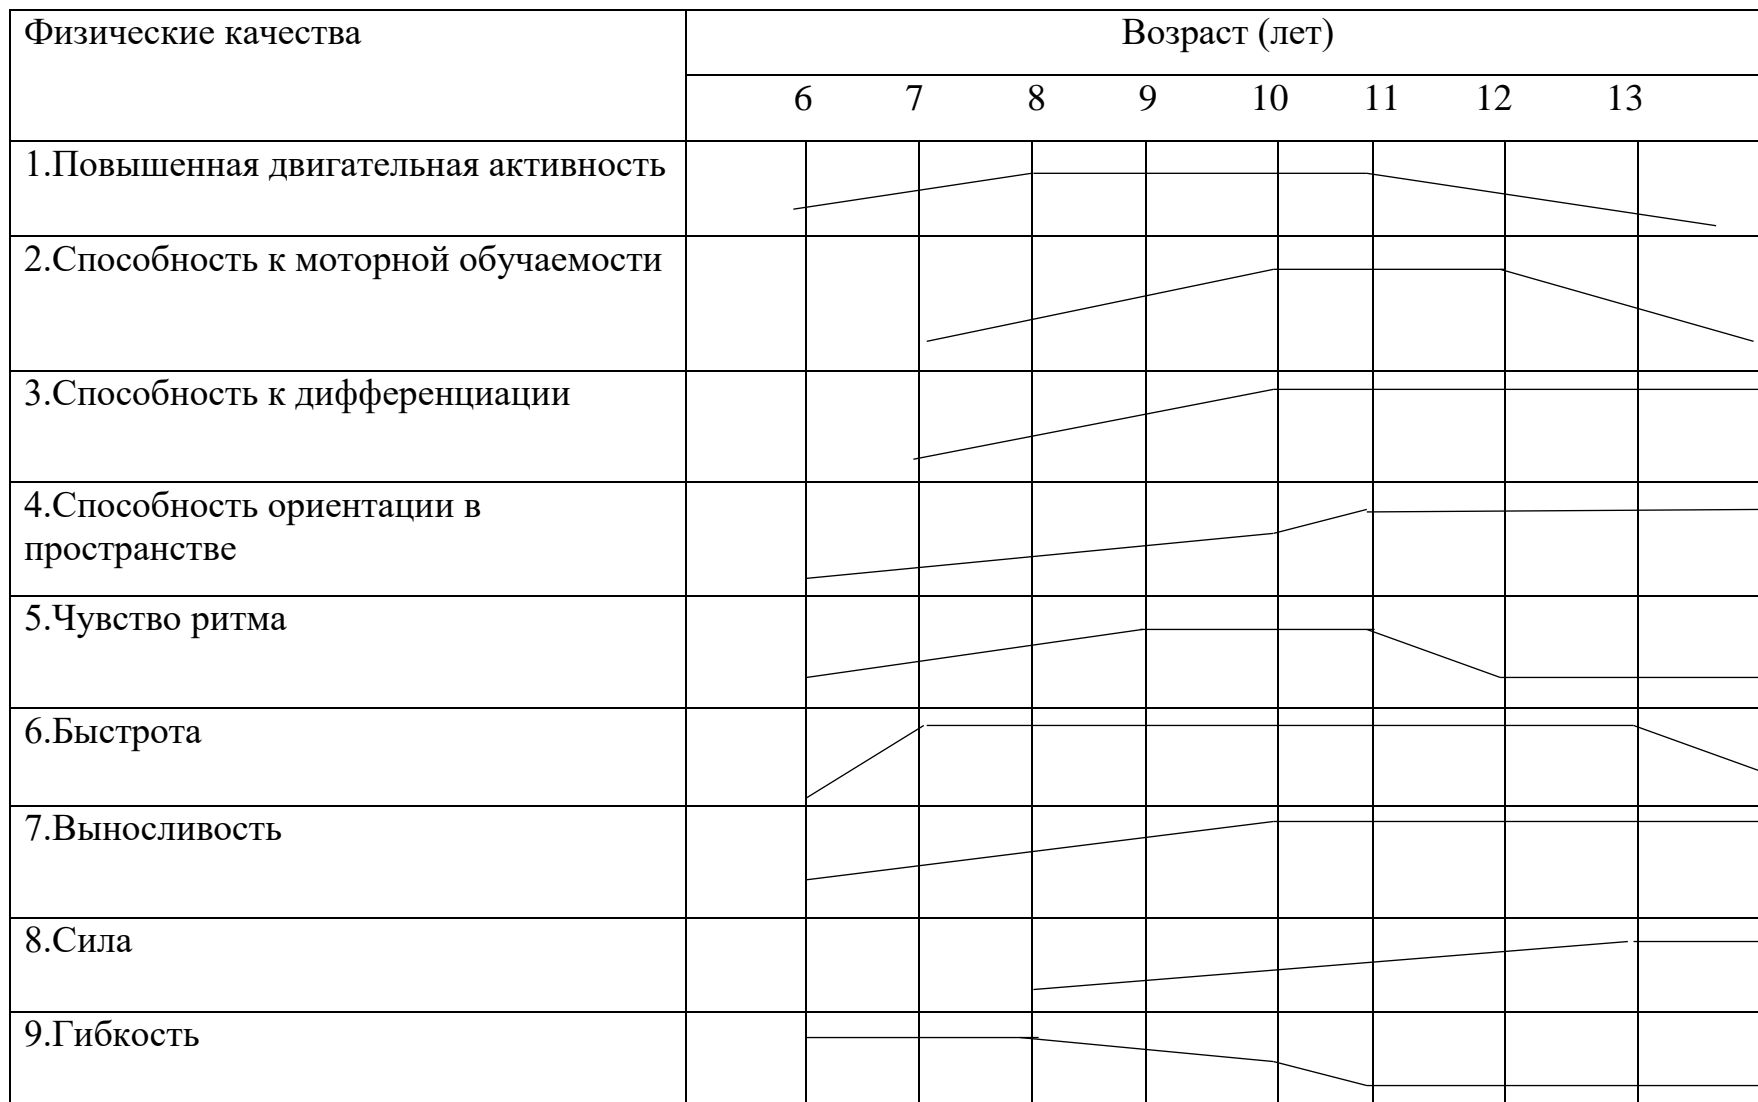 Физические качества
Возраст (лет)
6 7 8 9 10 11 12 13
1.Повышенная двигательная активность
2.Способность к моторной обучаемости
3.Способность к дифференциации
4.Способность ориентации в
пространстве
5.Чувство ритма
6.Быстрота
7.Выносливость
8.Сила
9.Гибкость